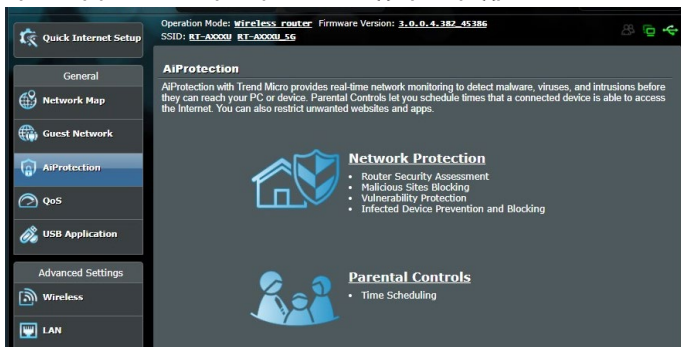 Operation Mode: Wireless router Firmware Version: 3.0.0.4.382_45386
SSID: RT-AXXXU RT-AXXXU_5G
Quick Internet Setup
General
Network Map
Guest Network
AiProtection
QoS
USB Application
Advanced Settings
Wireless
LAN
AiProtection
AiProtection with Trend Micro provides real-time network monitoring to detect malware, viruses, and intrusions before
they can reach your PC or device. Parental Controls let you schedule times that a connected device is able to access
the Internet. You can also restrict unwanted websites and apps.
Network Protection
• Router Security Assessment
• Malicious Sites Blocking
• Vulnerability Protection
• Infected Device Prevention and Blocking
Parental Controls
• Time Scheduling